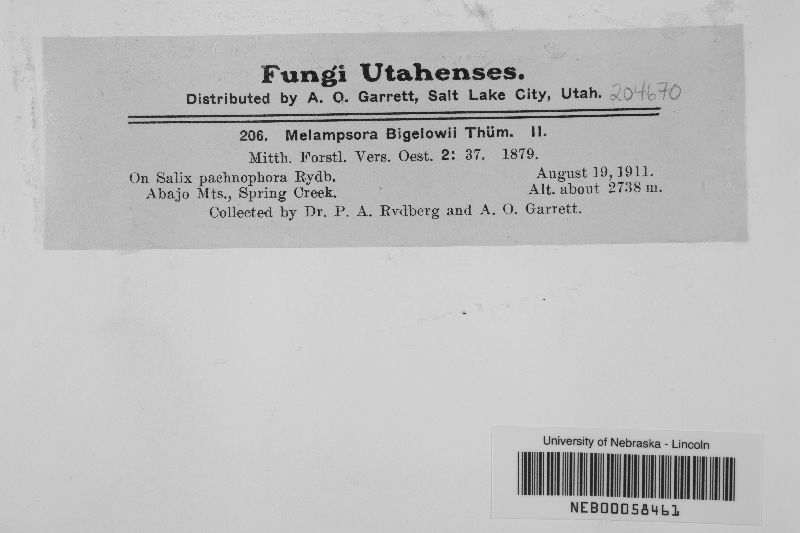 Fungi Utahenses.
Distributed by A. O. Garrett, Salt Lake City, Utah. 204670
206. Melampsora Bigelowii Thüm. II.
Mitth. Forstl. Vers. Oest. 2: 37. 1879.
On Salix pachnophora Rydb. August 19, 1911.
Abajo Mts., Spring Creek. Alt. about 2738 m.
Collected by Dr. P. A. Rydberg and A. O. Garrett.
University of Nebraska - Lincoln
NEB00058461